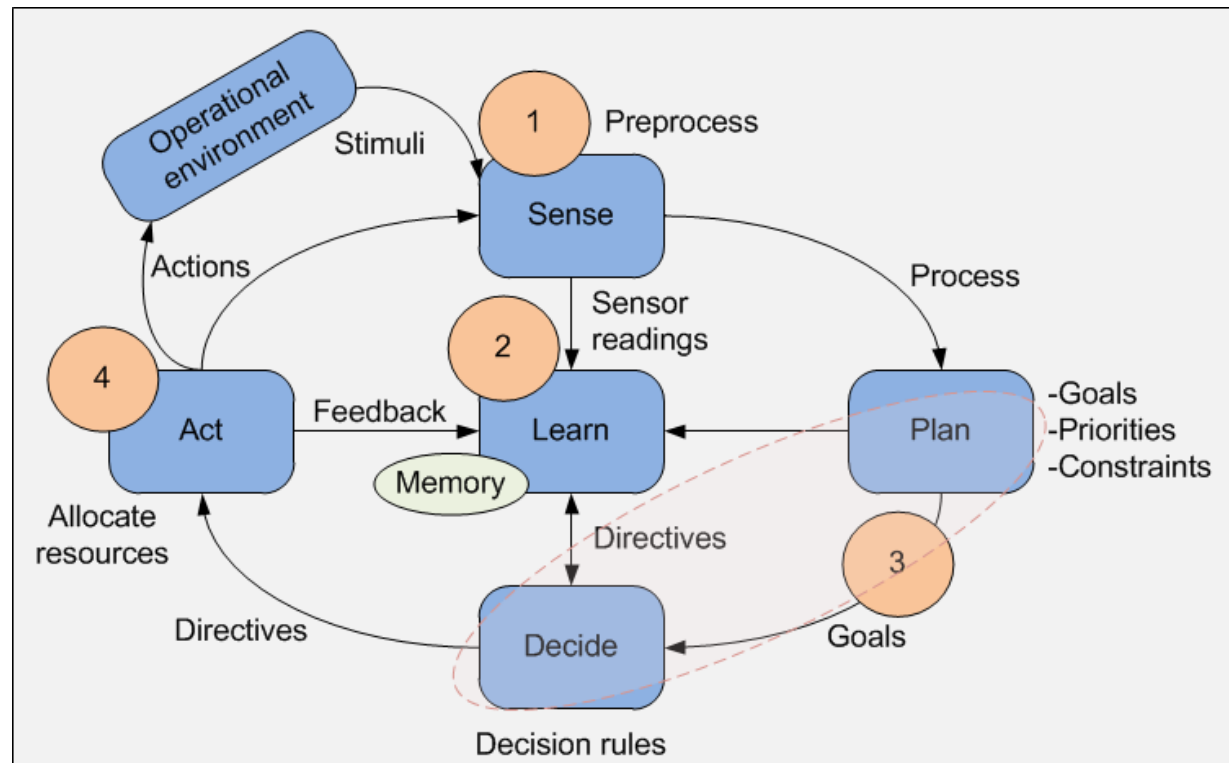 Operational
environment
Stimuli
1
Preprocess
Sense
Actions
Process
Sensor
readings
2
4
Act
Feedback
Learn
Memory
Plan
-Goals
-Priorities
-Constraints
Allocate
resources
Directives
3
Directives
Decide
Goals
Decision rules